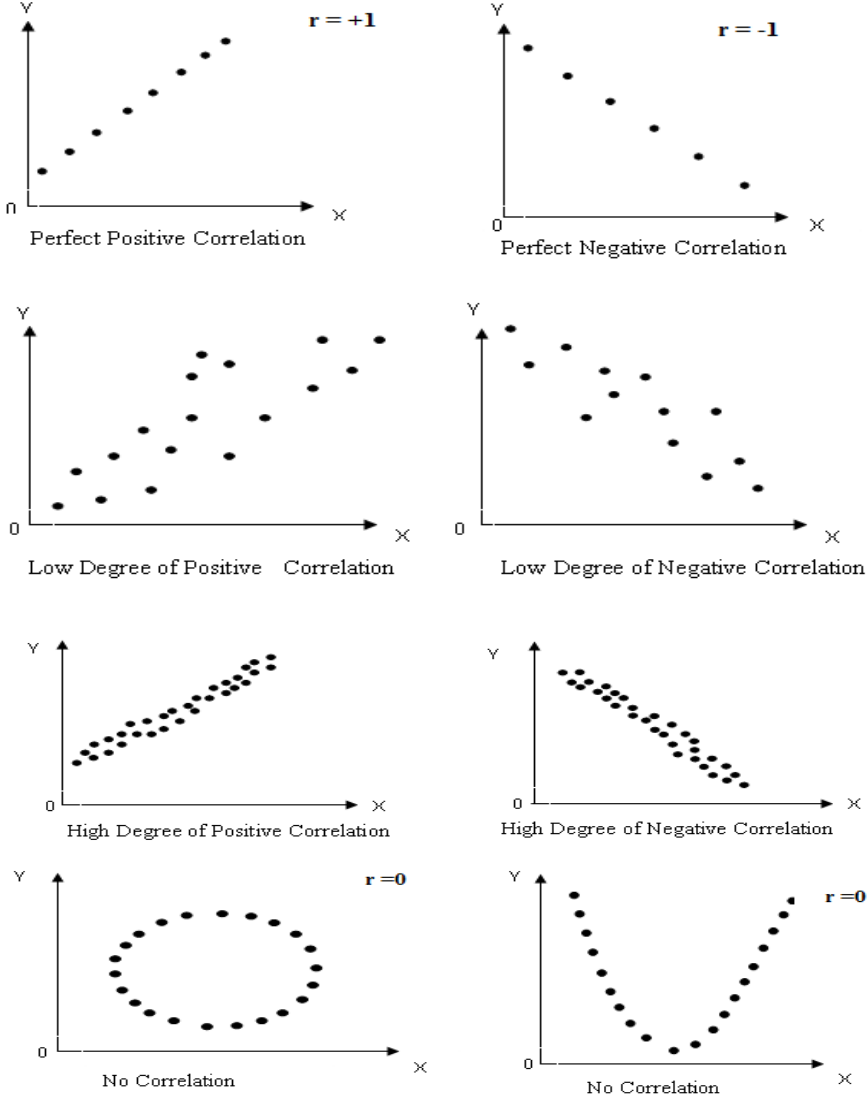 Y
r = +1
0
X
Perfect Positive Correlation
Y
r = -1
0
X
Perfect Negative Correlation
Y
0
X
Low Degree of Positive Correlation
Y
0
X
Low Degree of Negative Correlation
Y
0
X
High Degree of Positive Correlation
Y
0
X
High Degree of Negative Correlation
Y
r =0
0
X
No Correlation
Y
r =0
0
X
No Correlation